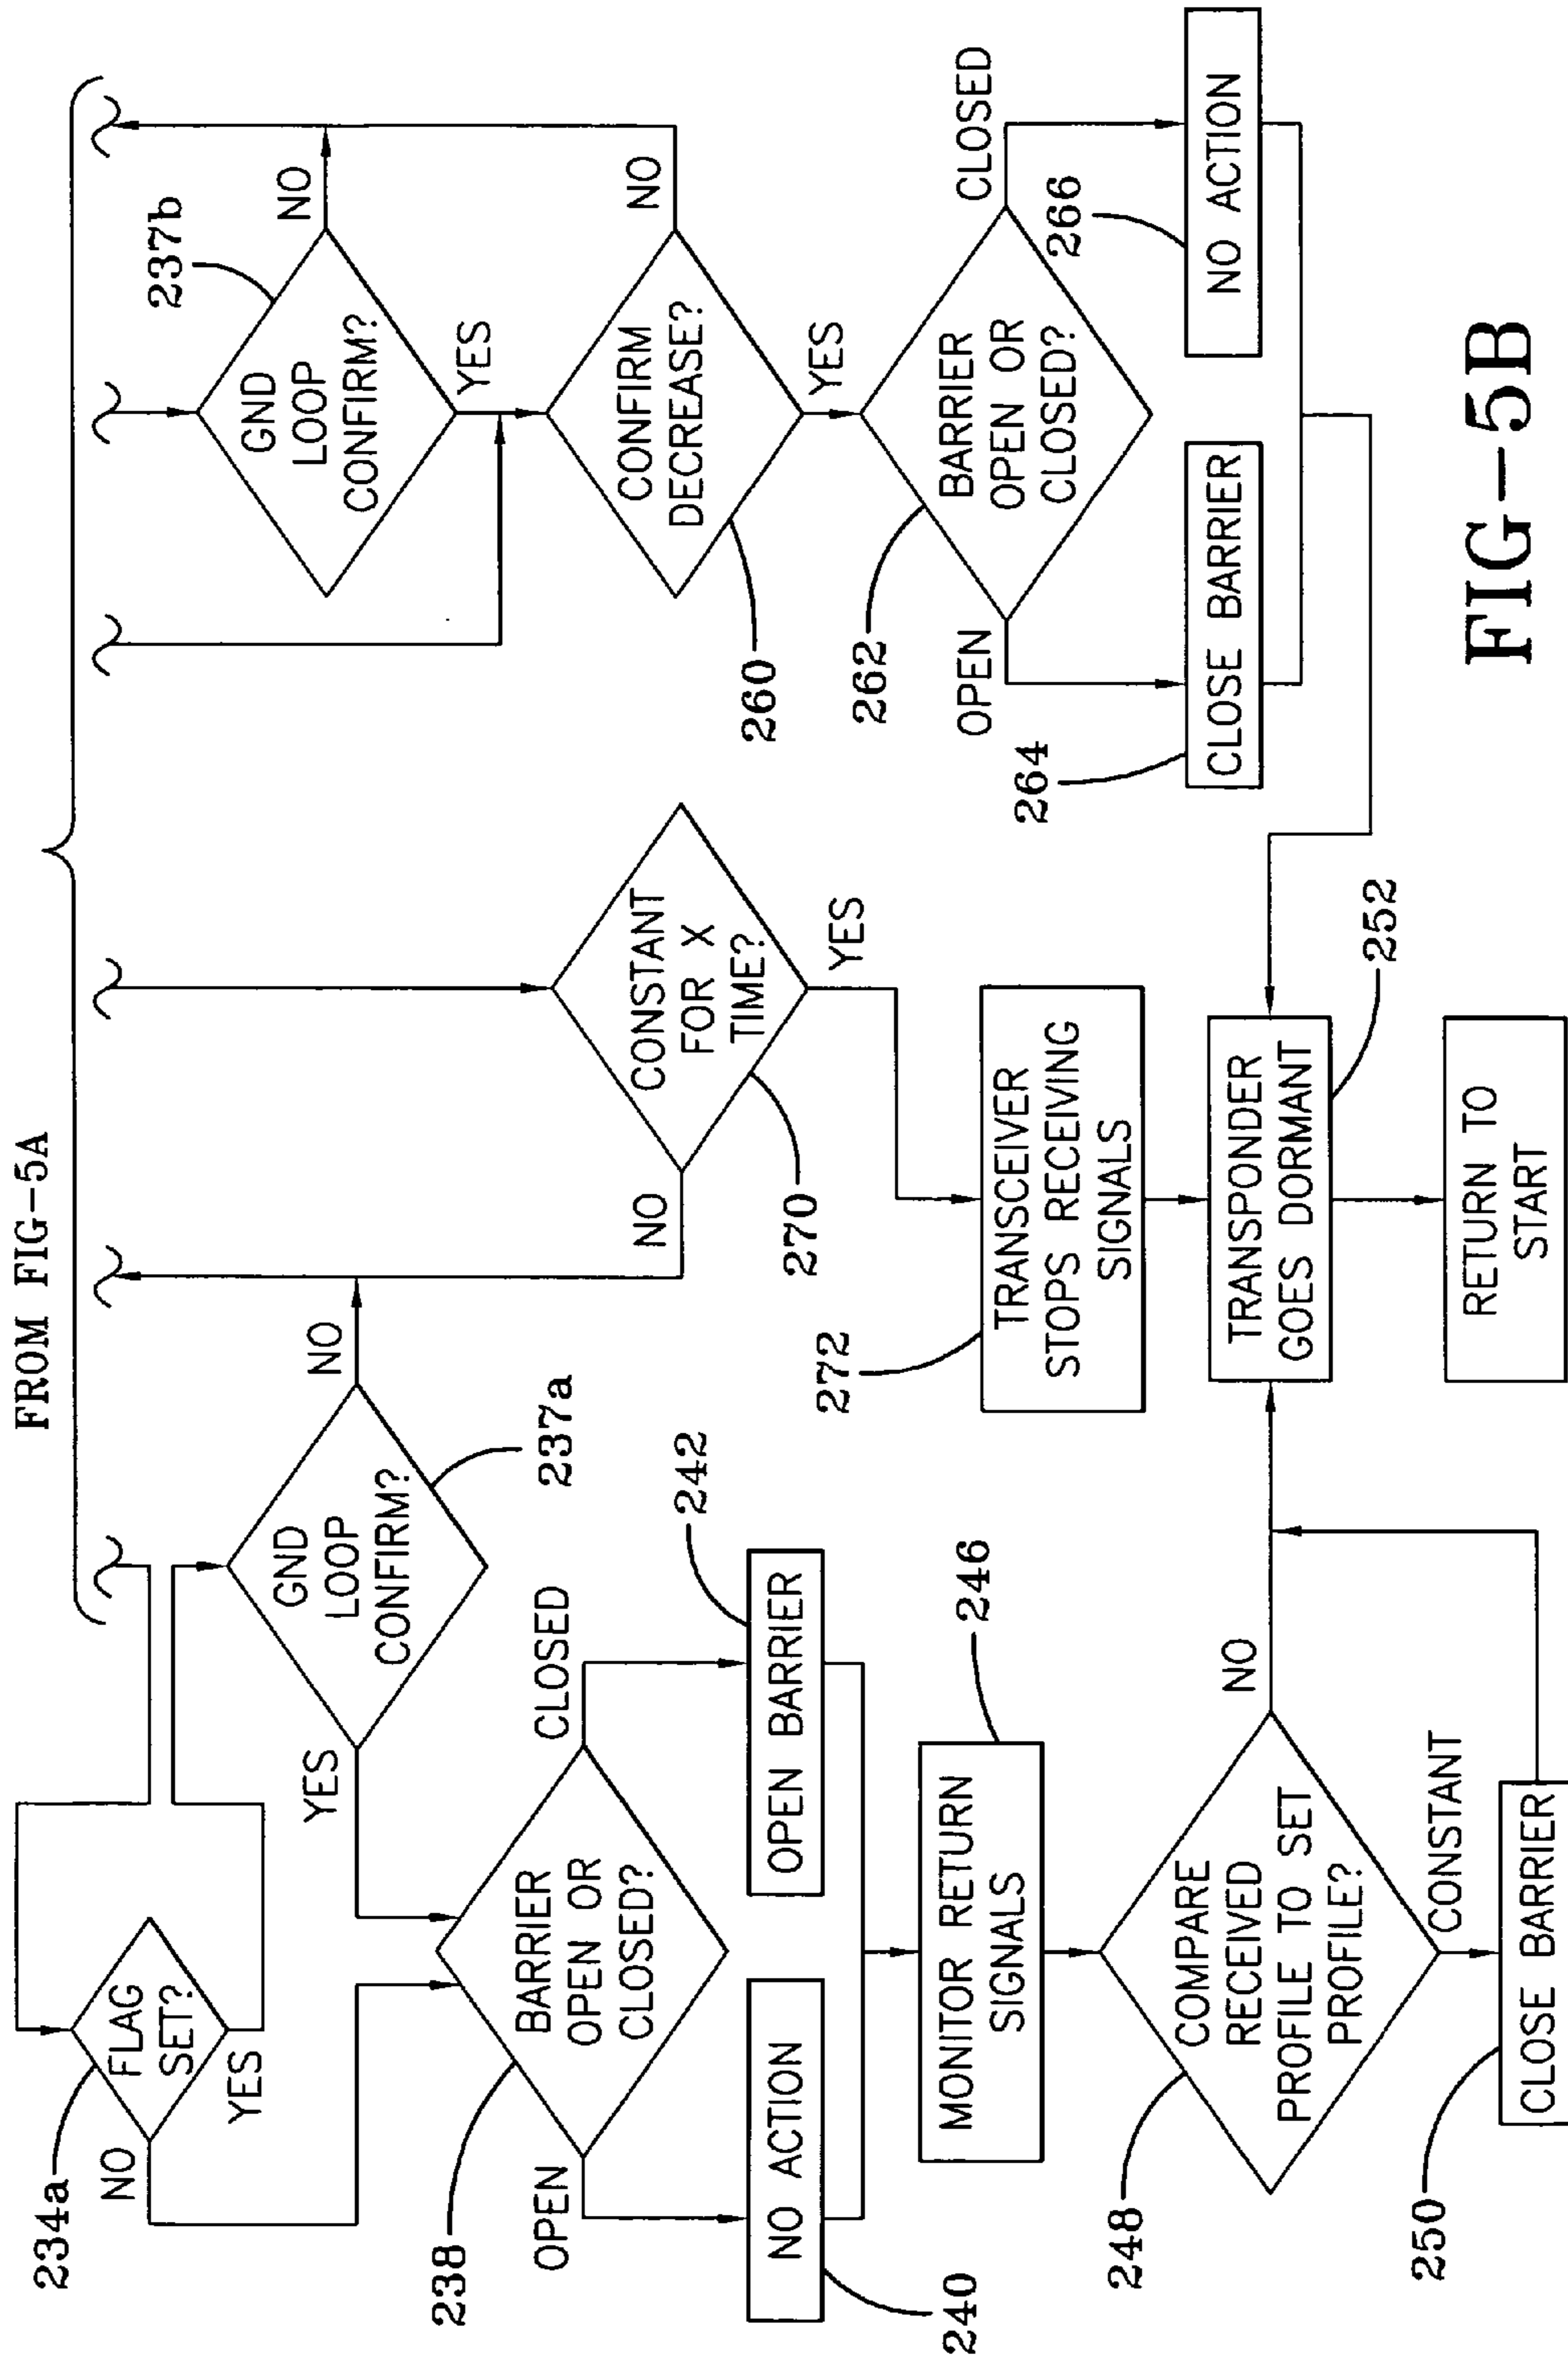 FROM FIG-5A
234a
FLAG
SET?
NO
YES
GND
LOOP
CONFIRM?
237a
YES
NO
238
BARRIER
OPEN OR
CLOSED?
OPEN
CLOSED
NO ACTION
240
OPEN BARRIER
242
MONITOR RETURN
SIGNALS
246
COMPARE
RECEIVED
PROFILE TO SET
PROFILE?
248
NO
CONSTANT
CLOSE BARRIER
250
CONSTANT
FOR X
TIME?
270
NO
YES
TRANSCEIVER
STOPS RECEIVING
SIGNALS
272
TRANSPONDER
GOES DORMANT
252
RETURN TO
START
GND
LOOP
CONFIRM?
237b
NO
YES
CONFIRM
DECREASE?
260
NO
YES
BARRIER
OPEN OR
CLOSED?
262
OPEN
CLOSED
CLOSE BARRIER
264
NO ACTION
266
FIG-5B